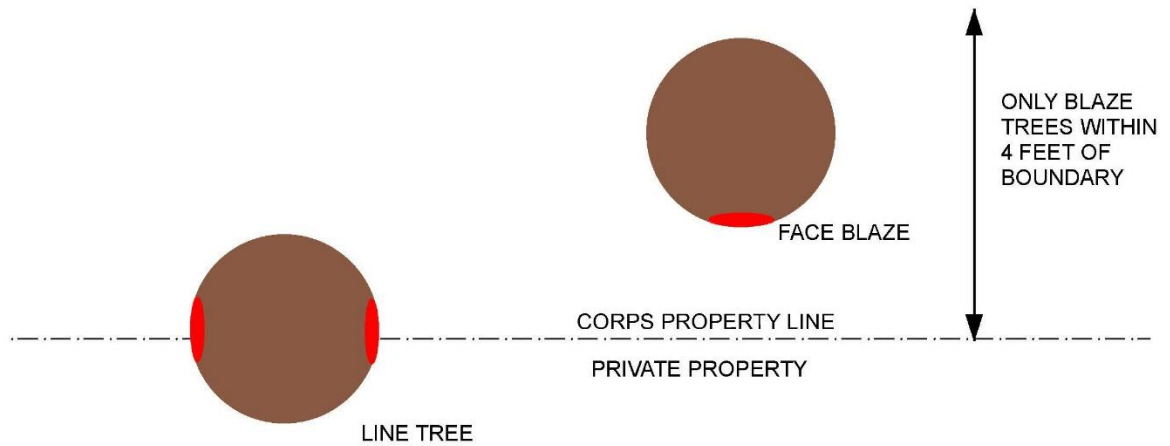 ONLY BLAZE
TREES WITHIN
4 FEET OF
BOUNDARY
FACE BLAZE
CORPS PROPERTY LINE
PRIVATE PROPERTY
LINE TREE